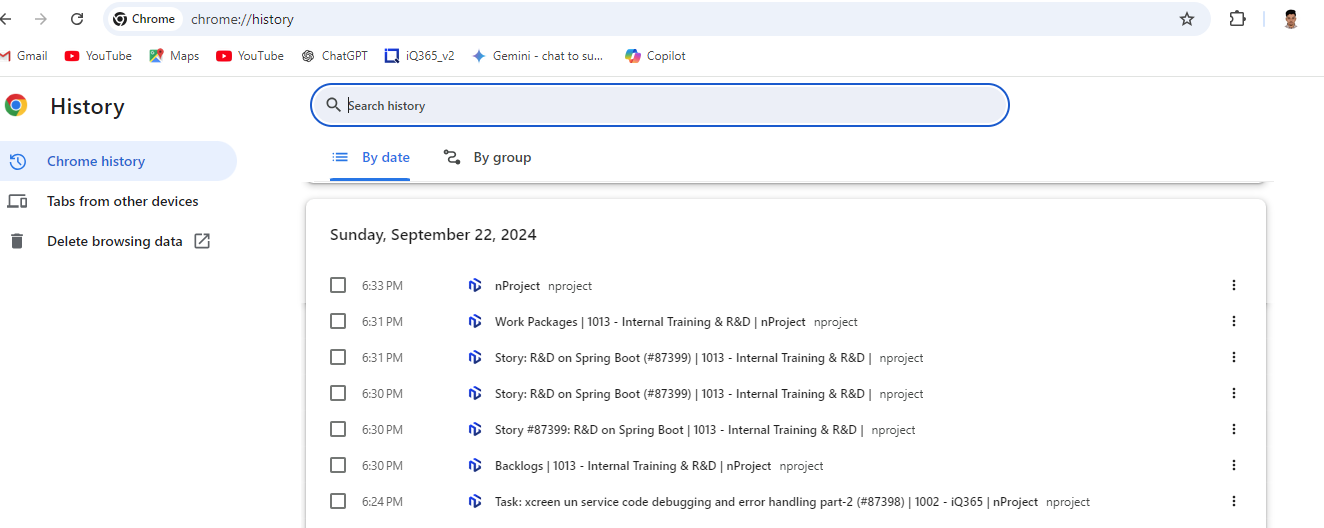 Chrome chrome://history
Gmail YouTube Maps YouTube ChatGPT iQ365_v2 Gemini - chat to su... Copilot
History
Search history
By date By group
Chrome history
Tabs from other devices
Delete browsing data
Sunday, September 22, 2024
6:33 PM nProject nproject
6:31 PM Work Packages | 1013 - Internal Training & R&D | nProject nproject
6:31 PM Story: R&D on Spring Boot (#87399) | 1013 - Internal Training & R&D | nproject
6:30 PM Story: R&D on Spring Boot (#87399) | 1013 - Internal Training & R&D | nproject
6:30 PM Story #87399: R&D on Spring Boot | 1013 - Internal Training & R&D | nproject
6:30 PM Backlogs | 1013 - Internal Training & R&D | nProject nproject
6:24 PM Task: xcreen un service code debugging and error handling part-2 (#87398) | 1002 - iQ365 | nProject nproject